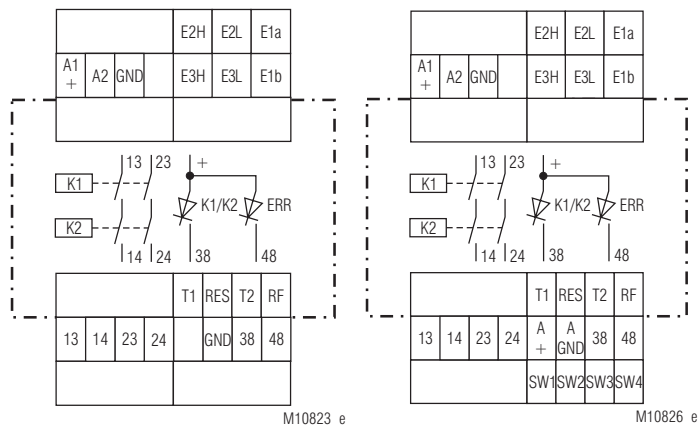 E2H E2L E1a
A1 + A2 GND E3H E3L E1b
13 23 +
K1
K1/K2 ERR
K2
14 24 38 48
T1 RES T2 RF
13 14 23 24 GND 38 48
M10823_e
E2H E2L E1a
A1 + A2 GND E3H E3L E1b
13 23 +
K1
K1/K2 ERR
K2
14 24 38 48
T1 RES T2 RF
13 14 23 24 A + A GND 38 48
SW1 SW2 SW3 SW4
M10826_e